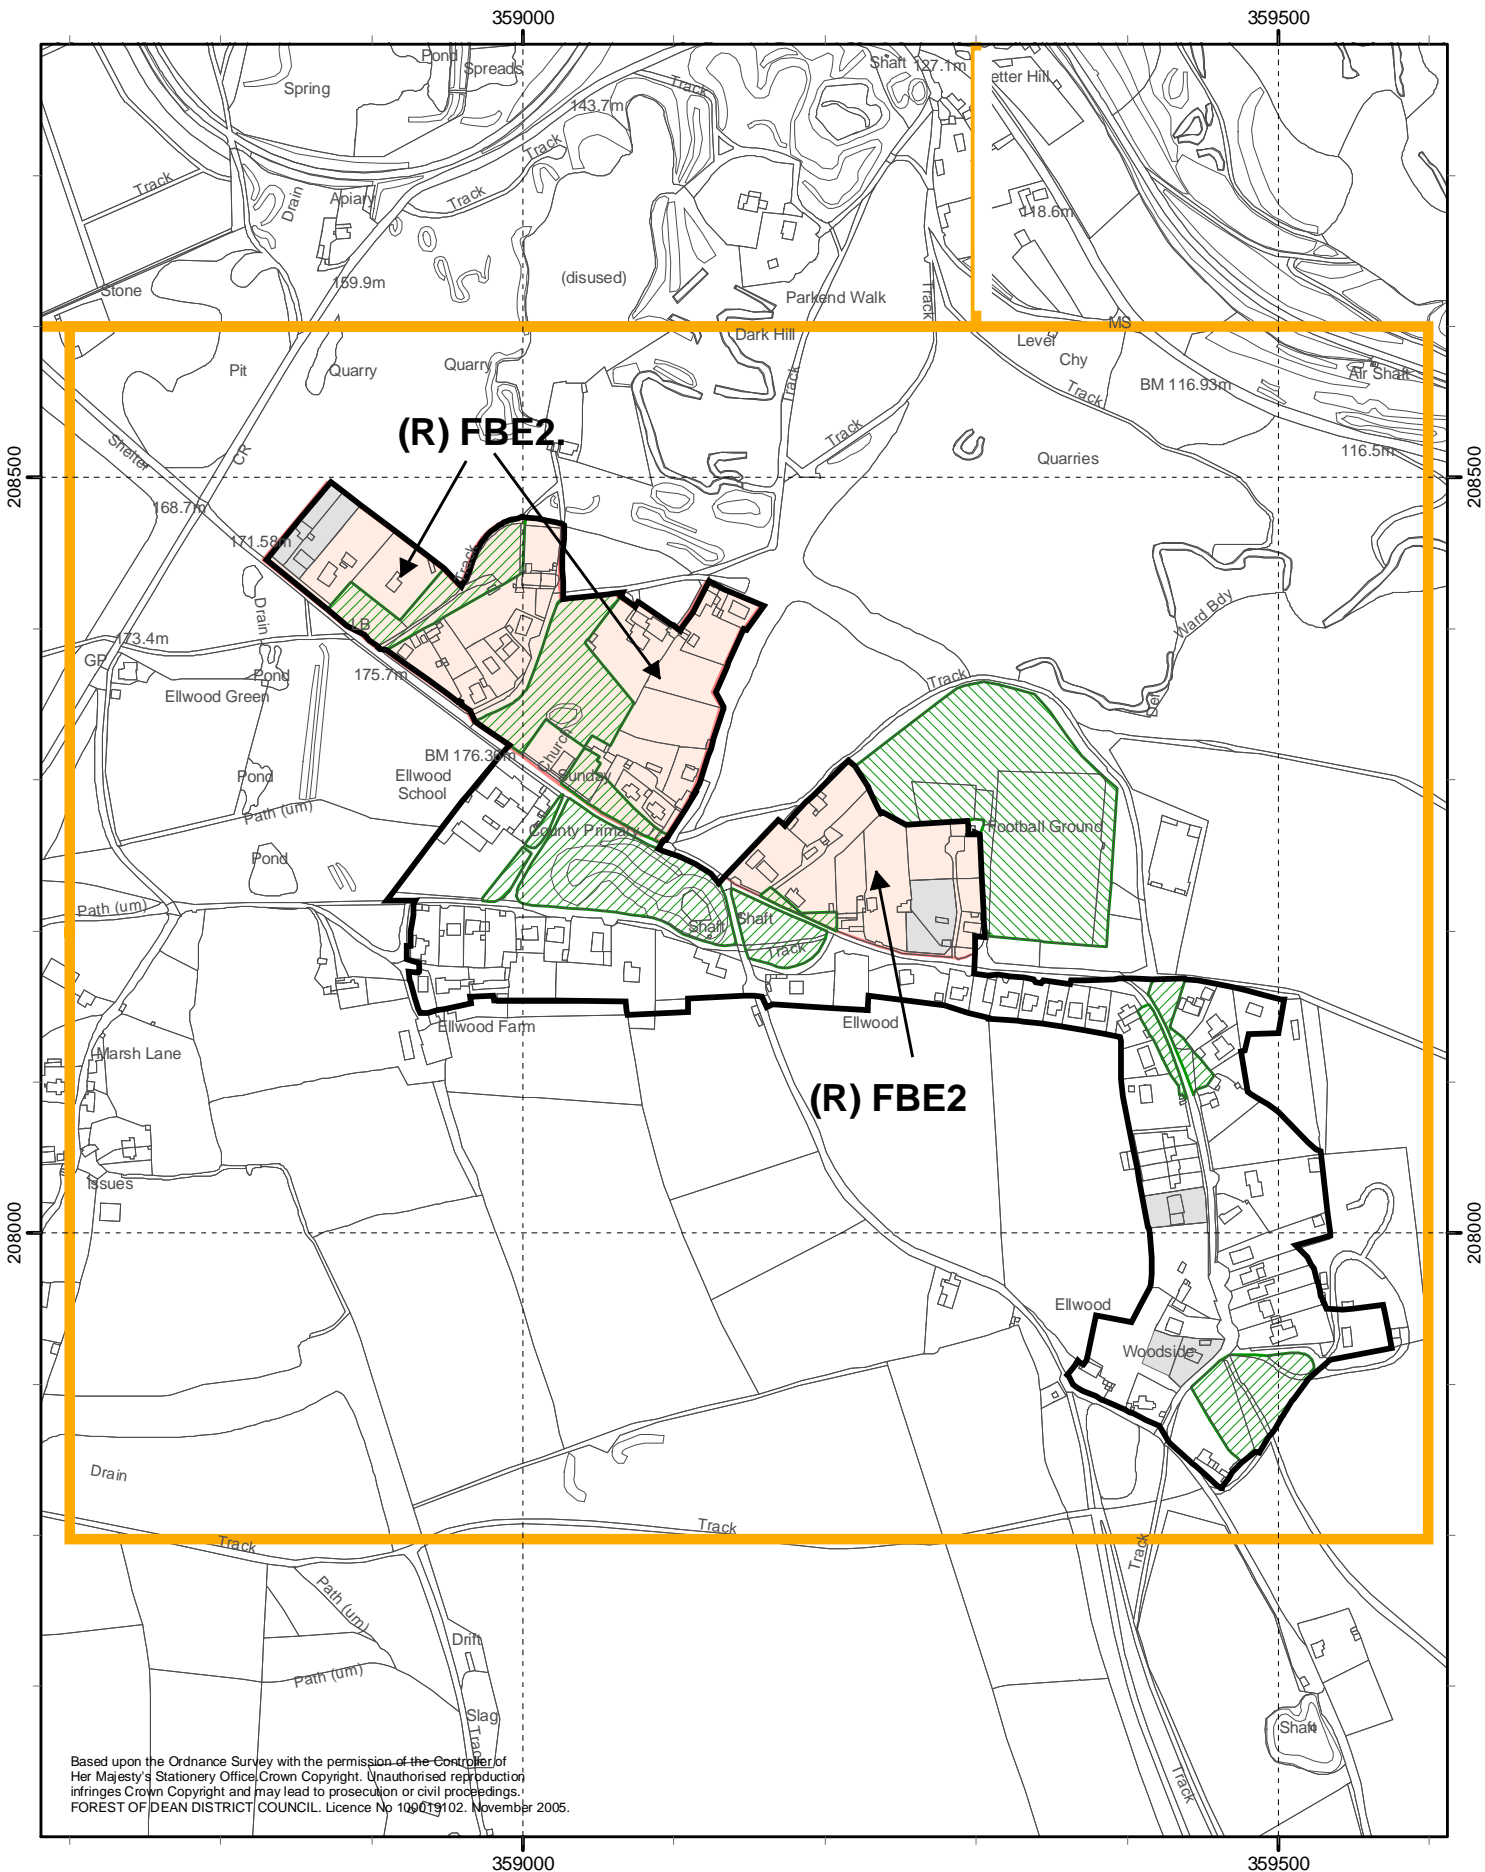 359000
359500
Pond
Spreads
Spring
Shaft 127.1m
etter Hill
Track
143.7m
Track
Track
Drain
Apiary
Track
118.6m
159.9m
Stone
(disused)
Parkend Walk
Track
MS
Dark Hill
Level
Chy
Pit
Quarry
Quarry
Track
Track
BM 116.93m
Air Shaft
(R) FBE2.
Track
Shelter
CR
Quarries
116.5m
208500
208500
168.7m
171.58m
Track
Drain
LB
Ward Bdy
173.4m
GP
175.7m
Pond
Ellwood Green
Track
Def
BM 176.36m
Church
Ellwood
School
Sunday
Pond
Path (um)
County Primary
Football Ground
Pond
Path (um)
Shaft
Shaft
Track
Ellwood Farm
Ellwood
Marsh Lane
(R) FBE2
Issues
208000
208000
Ellwood
Woodside
Drain
Track
Track
Track
Path (um)
Drift
Path (um)
Slag
Track
Shaft
Track
Based upon the Ordnance Survey with the permission of the Controller of
Her Majesty's Stationery Office.Crown Copyright. Unauthorised reproduction
infringes Crown Copyright and may lead to prosecution or civil proceedings.
FOREST OF DEAN DISTRICT COUNCIL. Licence No 100019102. November 2005.
359000
359500